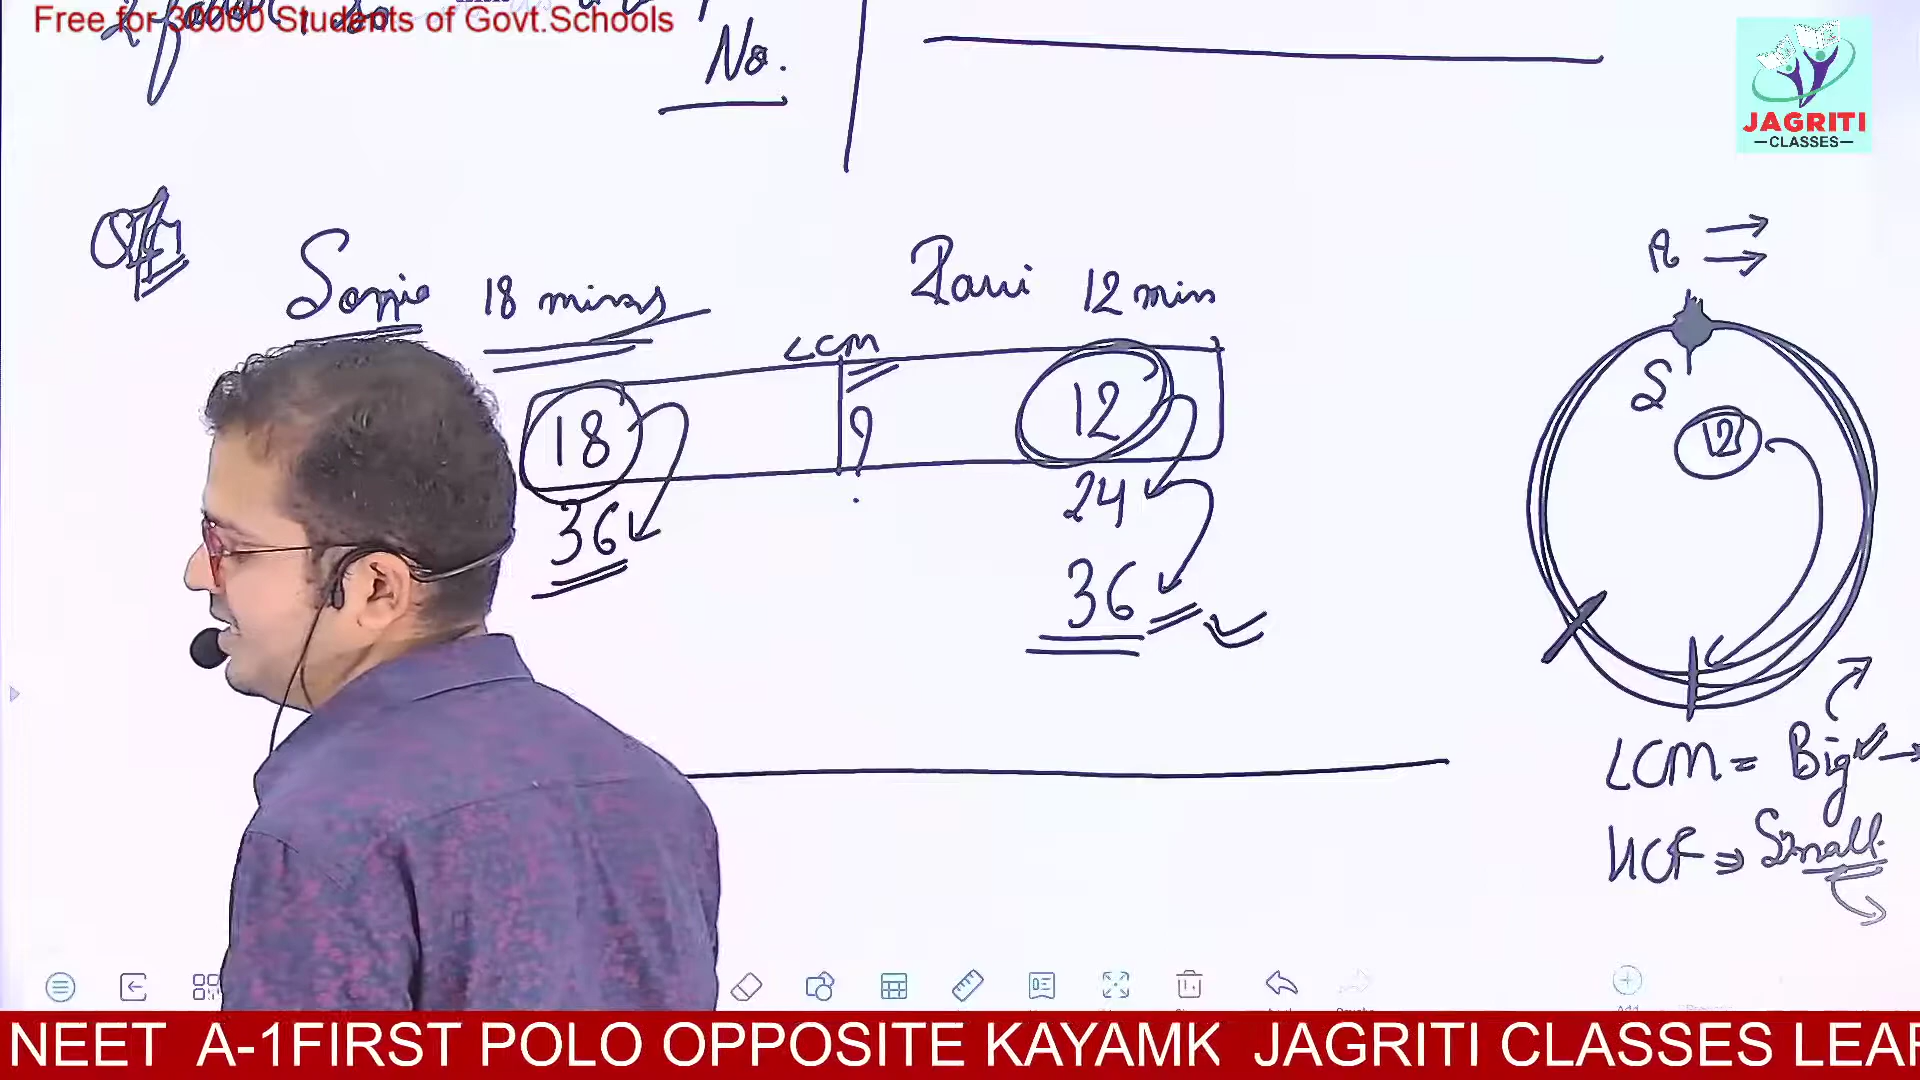 Free for 30000 Students of Govt.Schools
No.
JAGRITI
CLASSES
Sonia 18 mins
Ravi 12 min
LCM
18
?
12
36
24
36
R
S
12
LCM = Big
HCF ⇒ Small
NEET A-1FIRST POLO OPPOSITE KAYAMK JAGRITI CLASSES LEAR